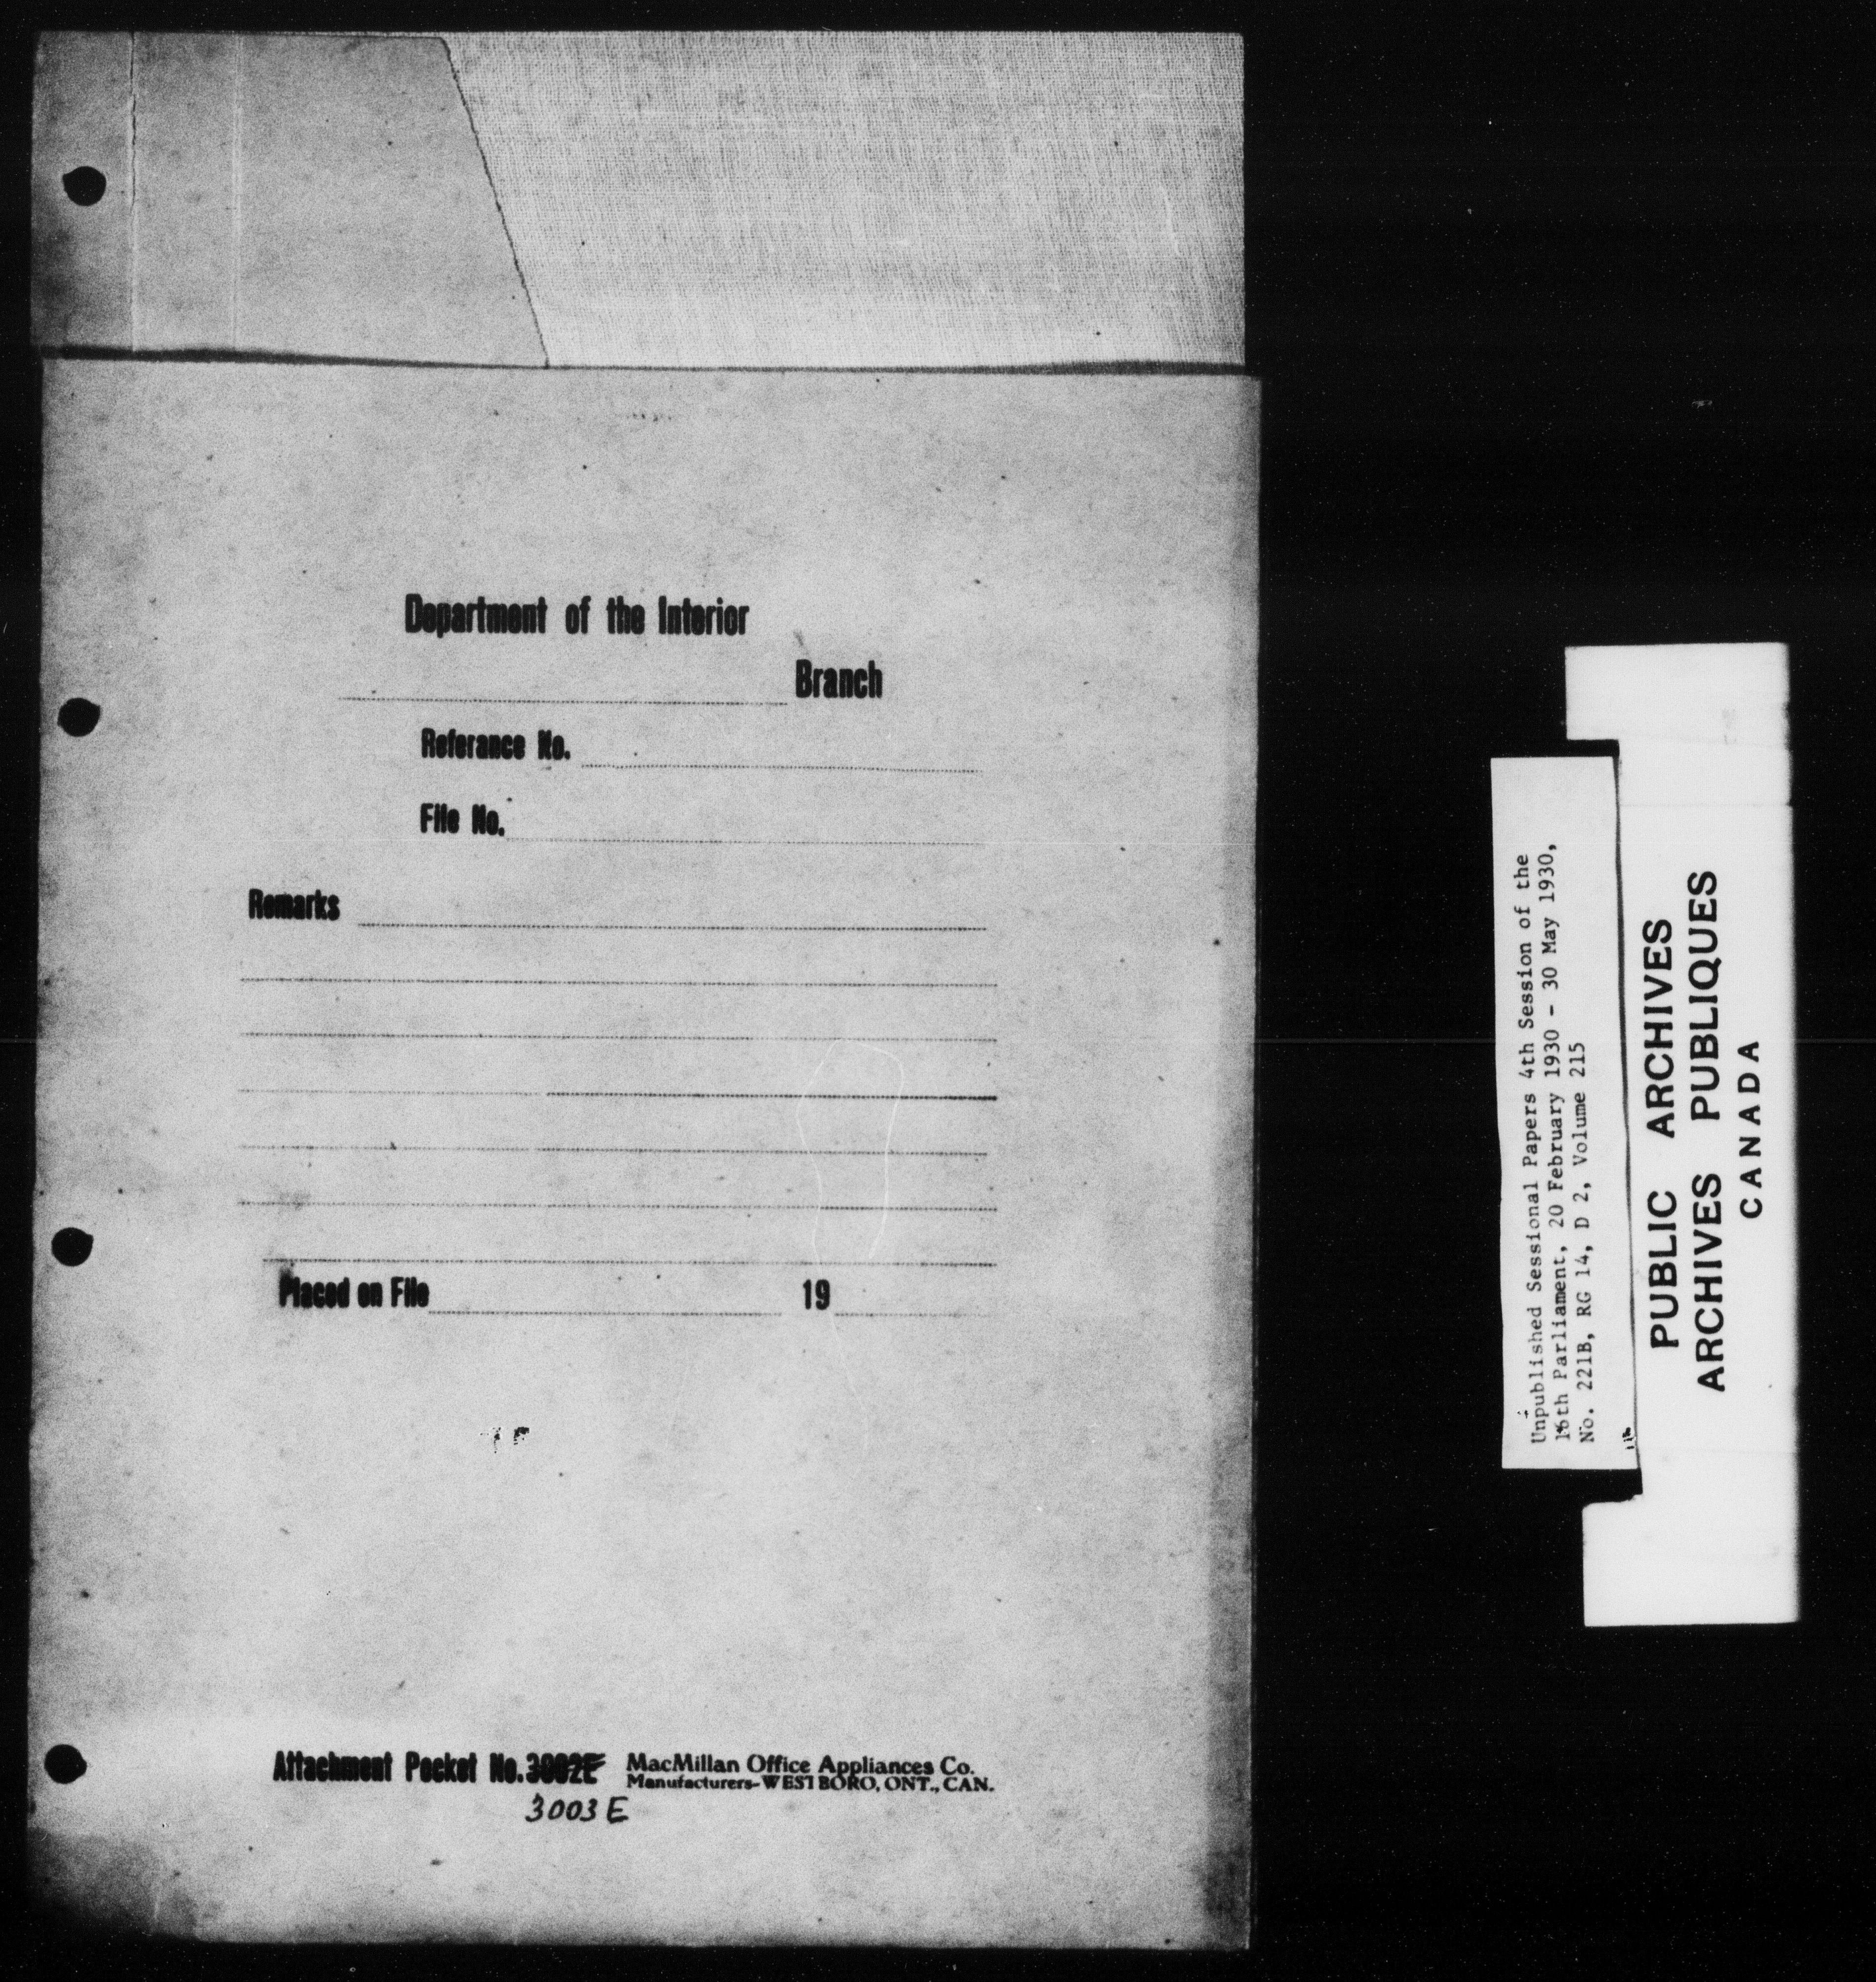 Department of the Interior
Branch
Referance No.
File No.
Remarks
Placed on File 19
Attachment Pocket No. 3002E MacMillan Office Appliances Co.
Manufacturers-WESTBORO, ONT., CAN.
3003 E
Unpublished Sessional Papers 4th Session of the
16th Parliament, 20 February 1930 - 30 May 1930,
No. 221B, RG 14, D 2, Volume 215
PUBLIC ARCHIVES
ARCHIVES PUBLIQUES
CANADA